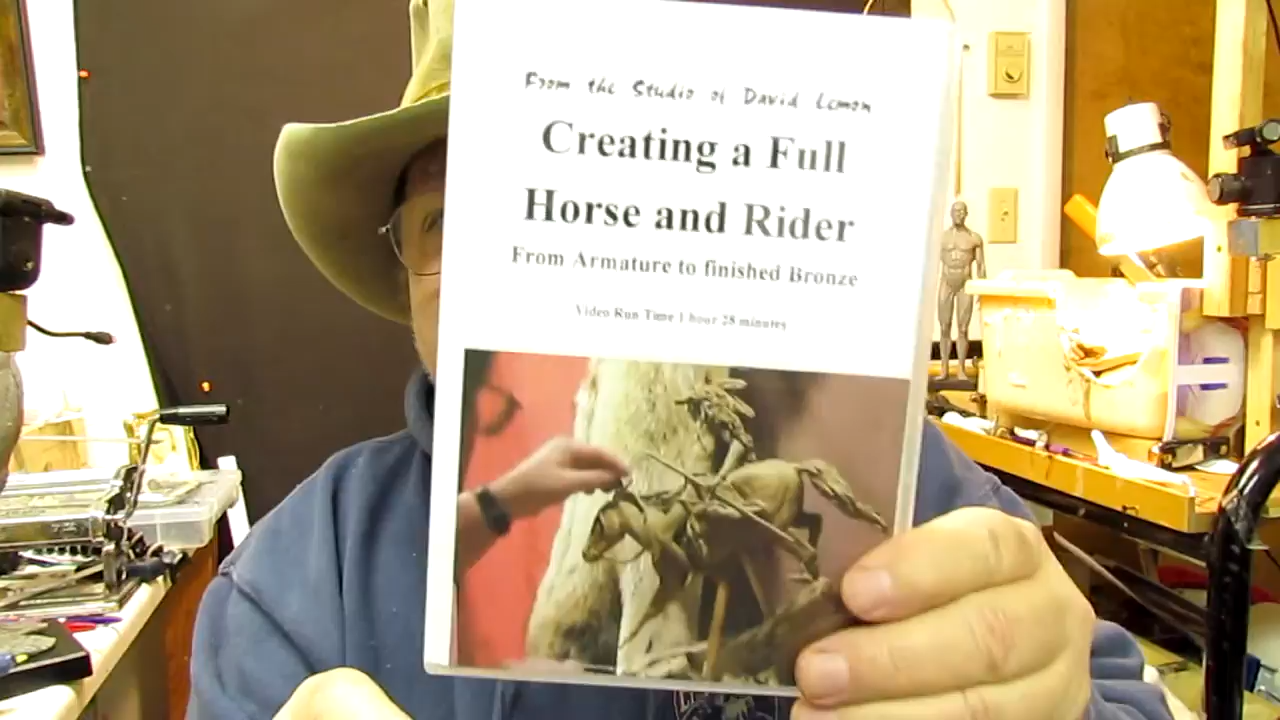 From the Studio of David Lemon
Creating a Full
Horse and Rider
From Armature to finished Bronze
Video Run Time 1 hour 28 minutes